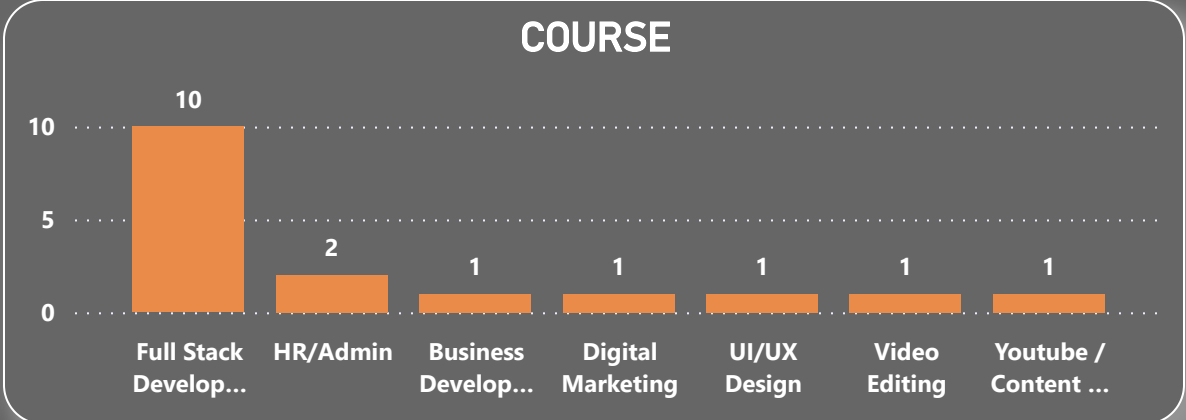 COURSE
10
10
5
2
1
1
1
1
1
0
Full Stack Develop...
HR/Admin
Business Develop...
Digital Marketing
UI/UX Design
Video Editing
Youtube / Content ...